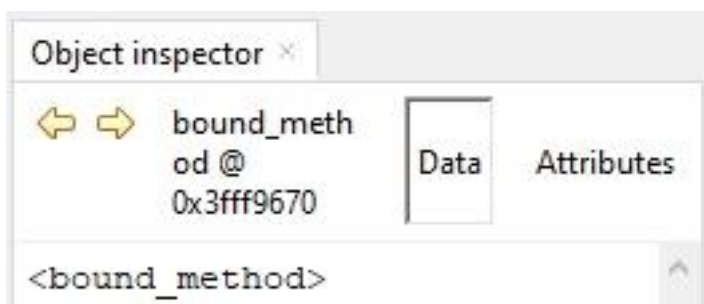 Object inspector ×
bound_meth
od @
0x3fff9670
Data
Attributes
<bound_method>